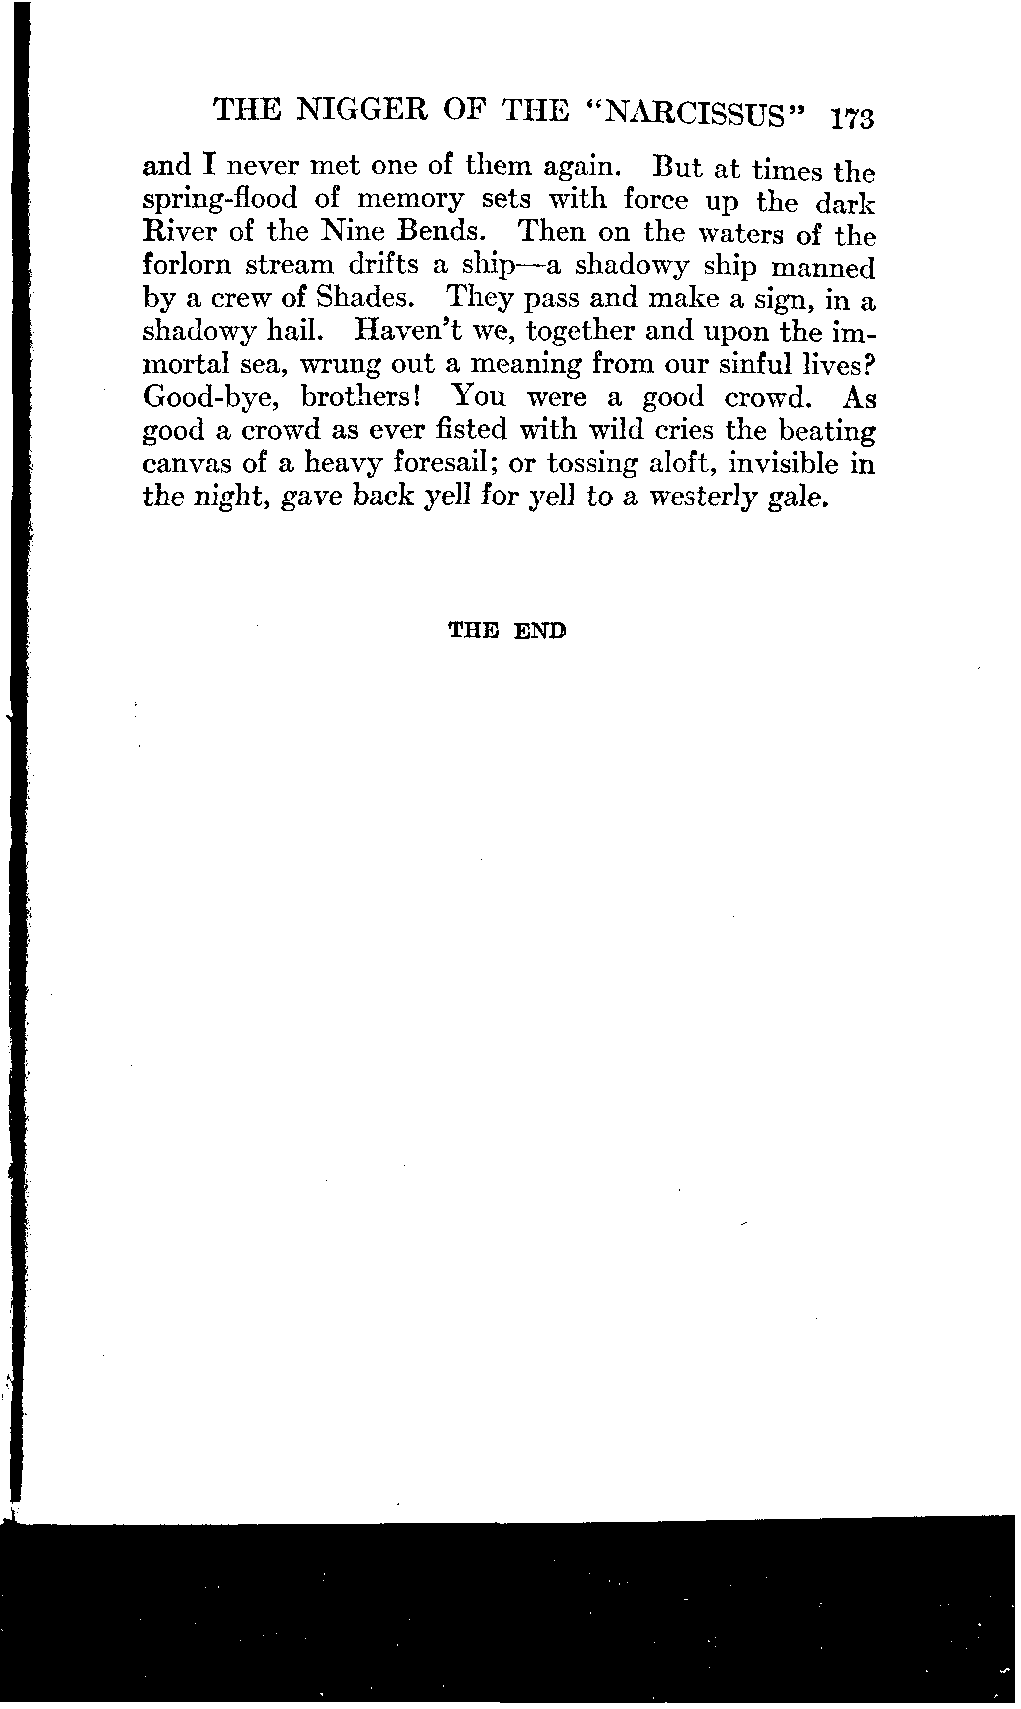 THE NIGGER OF THE "NARCISSUS" 173
and I never met one of them again. But at times the
spring-flood of memory sets with force up the dark
River of the Nine Bends. Then on the waters of the
forlorn stream drifts a ship—a shadowy ship manned
by a crew of Shades. They pass and make a sign, in a
shadowy hail. Haven't we, together and upon the im-
mortal sea, wrung out a meaning from our sinful lives?
Good-bye, brothers! You were a good crowd. As
good a crowd as ever fisted with wild cries the beating
canvas of a heavy foresail; or tossing aloft, invisible in
the night, gave back yell for yell to a westerly gale.
THE END